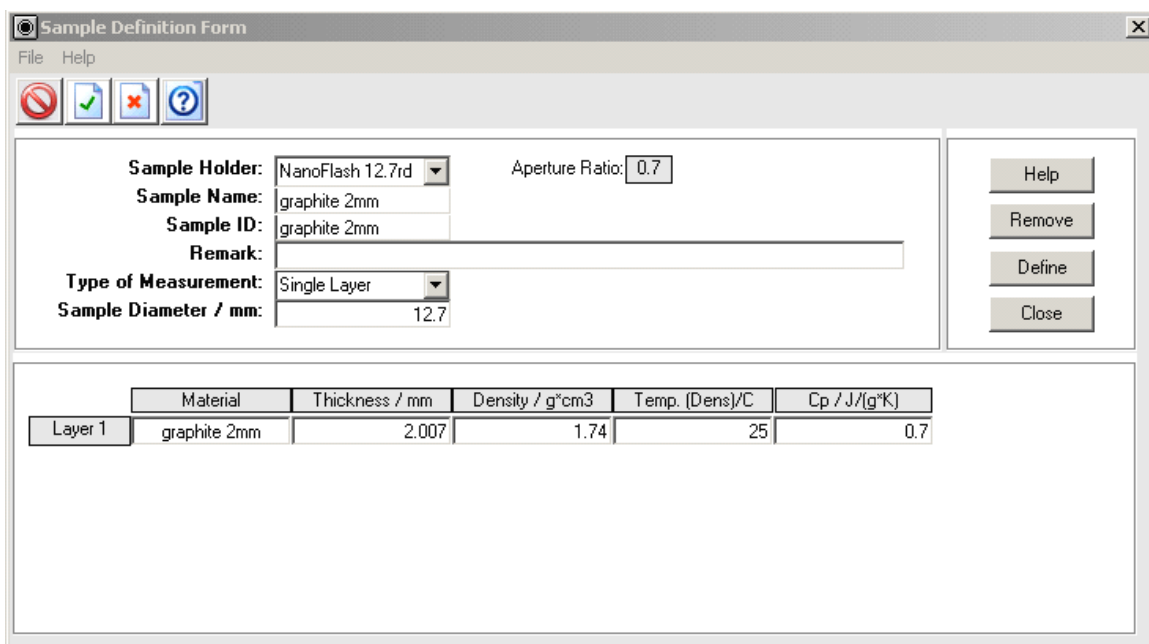 Sample Definition Form
File Help
Sample Holder: NanoFlash 12.7rd Aperture Ratio: 0.7
Sample Name: graphite 2mm
Sample ID: graphite 2mm
Remark:
Type of Measurement: Single Layer
Sample Diameter / mm: 12.7
Help
Remove
Define
Close
Material Thickness / mm Density / g*cm3 Temp. (Dens)/C Cp / J/(g*K)
Layer 1 graphite 2mm 2.007 1.74 25 0.7